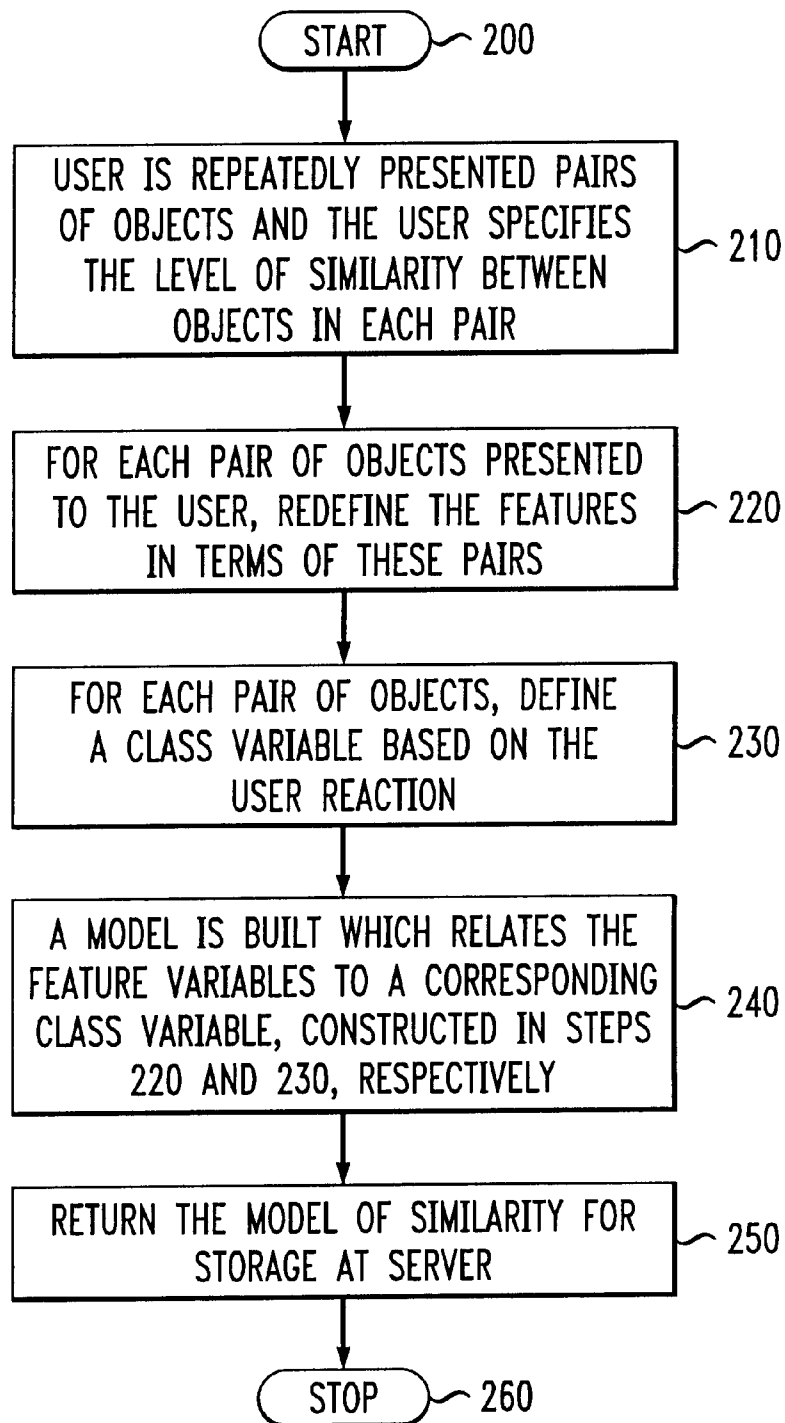 START
200
USER IS REPEATEDLY PRESENTED PAIRS
OF OBJECTS AND THE USER SPECIFIES
THE LEVEL OF SIMILARITY BETWEEN
OBJECTS IN EACH PAIR
210
FOR EACH PAIR OF OBJECTS PRESENTED
TO THE USER, REDEFINE THE FEATURES
IN TERMS OF THESE PAIRS
220
FOR EACH PAIR OF OBJECTS, DEFINE
A CLASS VARIABLE BASED ON THE
USER REACTION
230
A MODEL IS BUILT WHICH RELATES THE
FEATURE VARIABLES TO A CORRESPONDING
CLASS VARIABLE, CONSTRUCTED IN STEPS
220 AND 230, RESPECTIVELY
240
RETURN THE MODEL OF SIMILARITY FOR
STORAGE AT SERVER
250
STOP
260